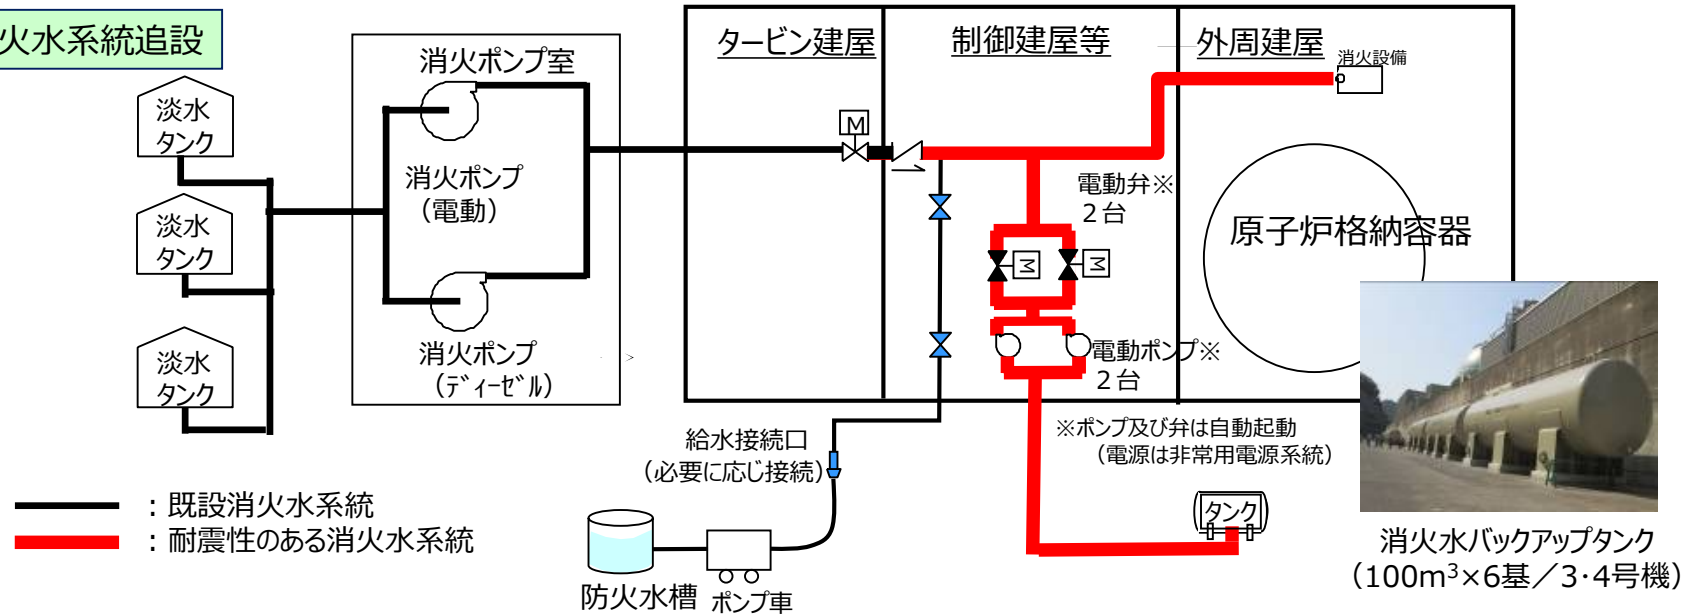 火水系統追設
タービン建屋
制御建屋等
外周建屋
消火設備
消火ポンプ室
淡水
タンク
M
消火ポンプ
（電動）
電動弁※
２台
淡水
タンク
原子炉格納容器
M
M
消火ポンプ
（ディーゼル）
電動ポンプ※
２台
淡水
タンク
※ポンプ及び弁は自動起動
（電源は非常用電源系統）
給水接続口
（必要に応じ接続）
：既設消火水系統
：耐震性のある消火水系統
タンク
消火水バックアップタンク
（100m³×6基／3･4号機）
防火水槽
ポンプ車